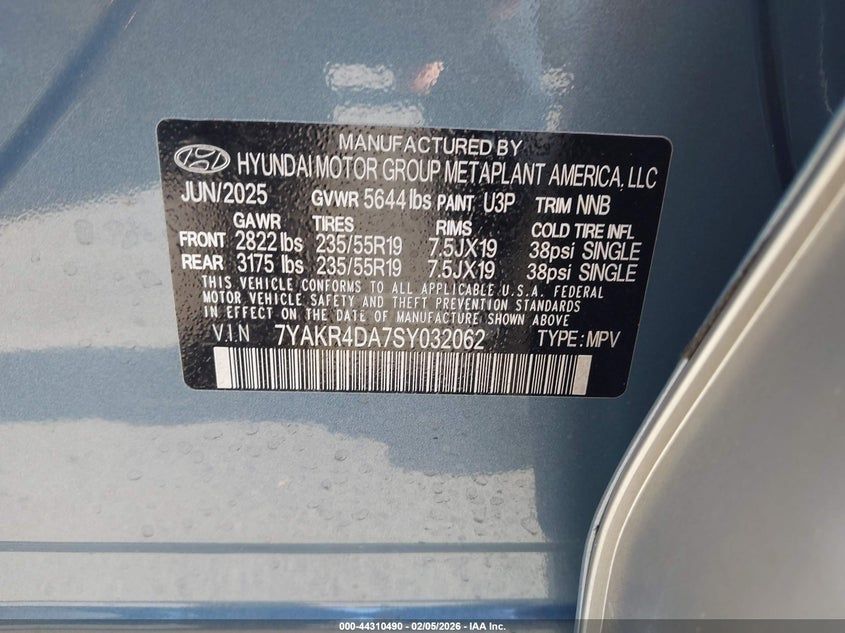 MANUFACTURED BY
HYUNDAI MOTOR GROUP METAPLANT AMERICA, LLC
JUN/2025 GVWR 5644 lbs PAINT U3P TRIM NNB
GAWR TIRES RIMS COLD TIRE INFL
FRONT 2822 lbs 235/55R19 7.5JX19 38psi SINGLE
REAR 3175 lbs 235/55R19 7.5JX19 38psi SINGLE
THIS VEHICLE CONFORMS TO ALL APPLICABLE U.S.A. FEDERAL
MOTOR VEHICLE SAFETY AND THEFT PREVENTION STANDARDS
IN EFFECT ON THE DATE OF MANUFACTURE SHOWN ABOVE
V.I.N 7YAKR4DA7SY032062 TYPE: MPV
000-44310490 - 02/05/2026 - IAA Inc.